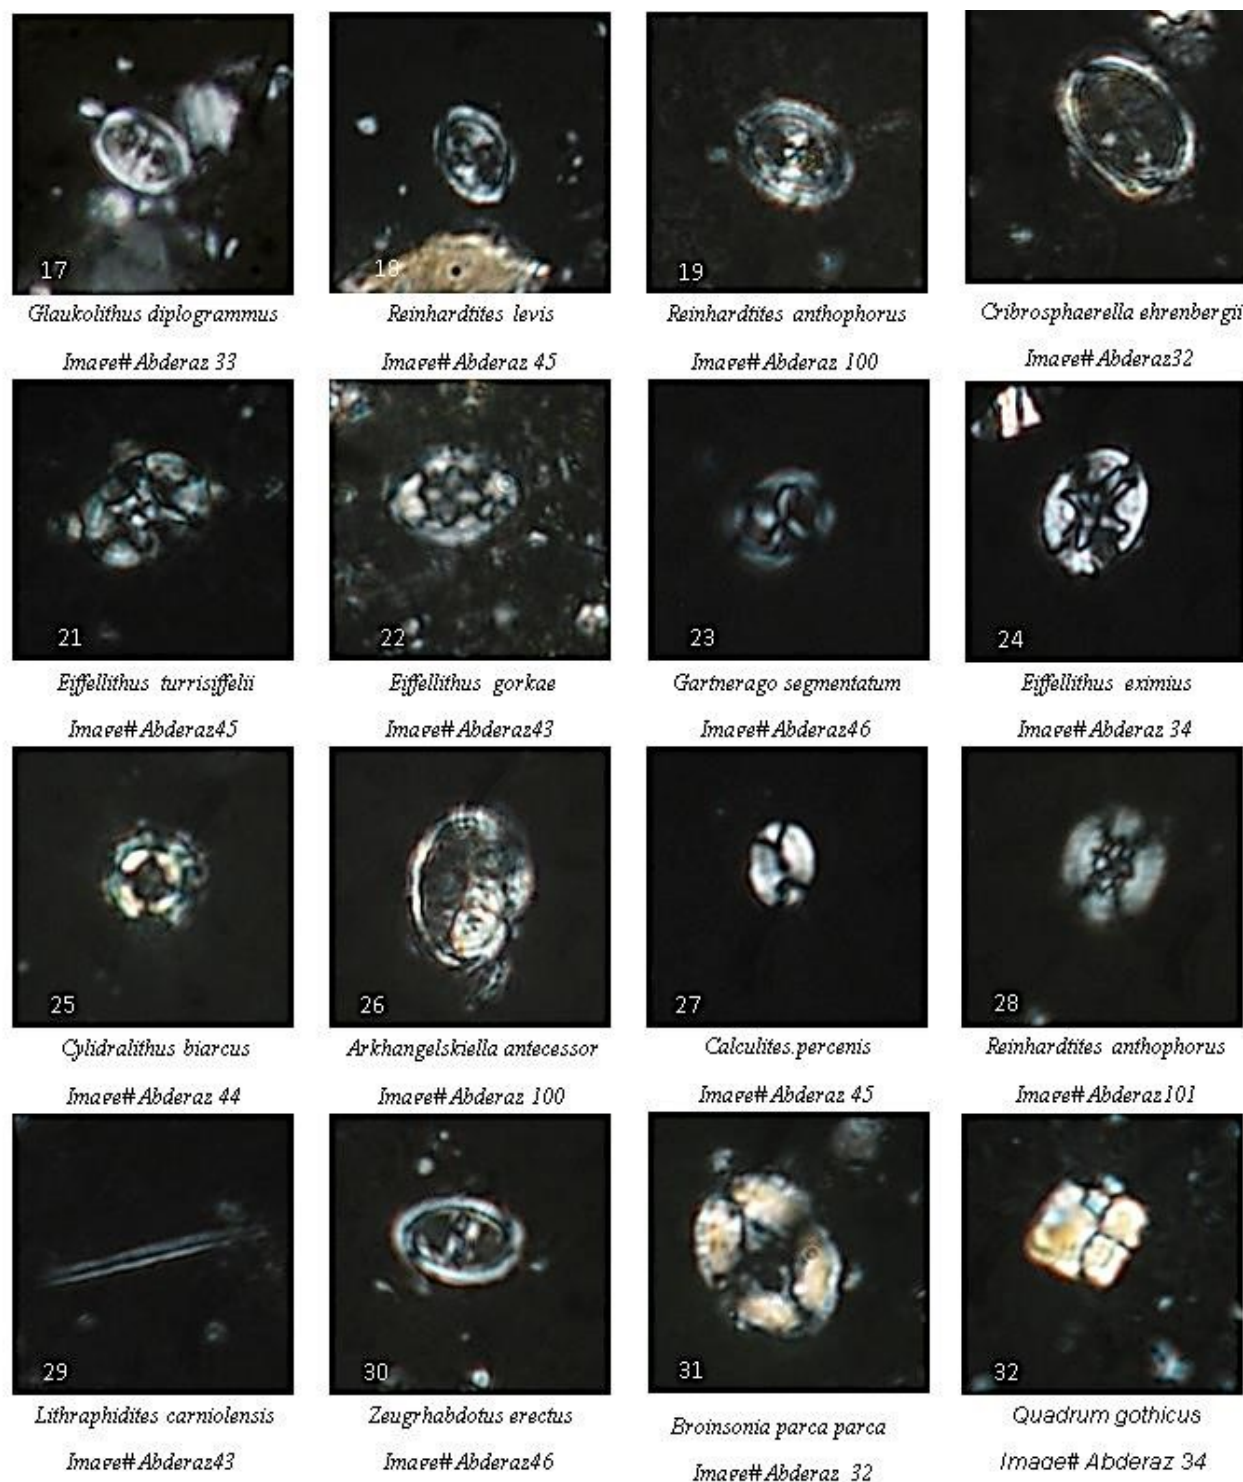 17
18
19
Glaukolithus diplogrammus
Reinhardtites levis
Reinhardtites anthophorus
Cribrosphaerella ehrenbergii
Image# Abderaz 33
Image# Abderaz 45
Image# Abderaz 100
Image# Abderaz32
21
22
23
24
Eiffellithus turrisiffelii
Eiffellithus gorkae
Gartnerago segmentatum
Eiffellithus eximius
Image# Abderaz45
Image# Abderaz43
Image# Abderaz46
Image# Abderaz 34
25
26
27
28
Cylidralithus biarcus
Arkhangelskiella antecessor
Calculites.percenis
Reinhardtites anthophorus
Image# Abderaz 44
Image# Abderaz 100
Image# Abderaz 45
Image# Abderaz101
29
30
31
32
Lithraphidites carniolensis
Zeugrhabdotus erectus
Broinsonia parca parca
Quadrum gothicus
Image# Abderaz43
Image# Abderaz46
Image# Abderaz 32
Image# Abderaz 34